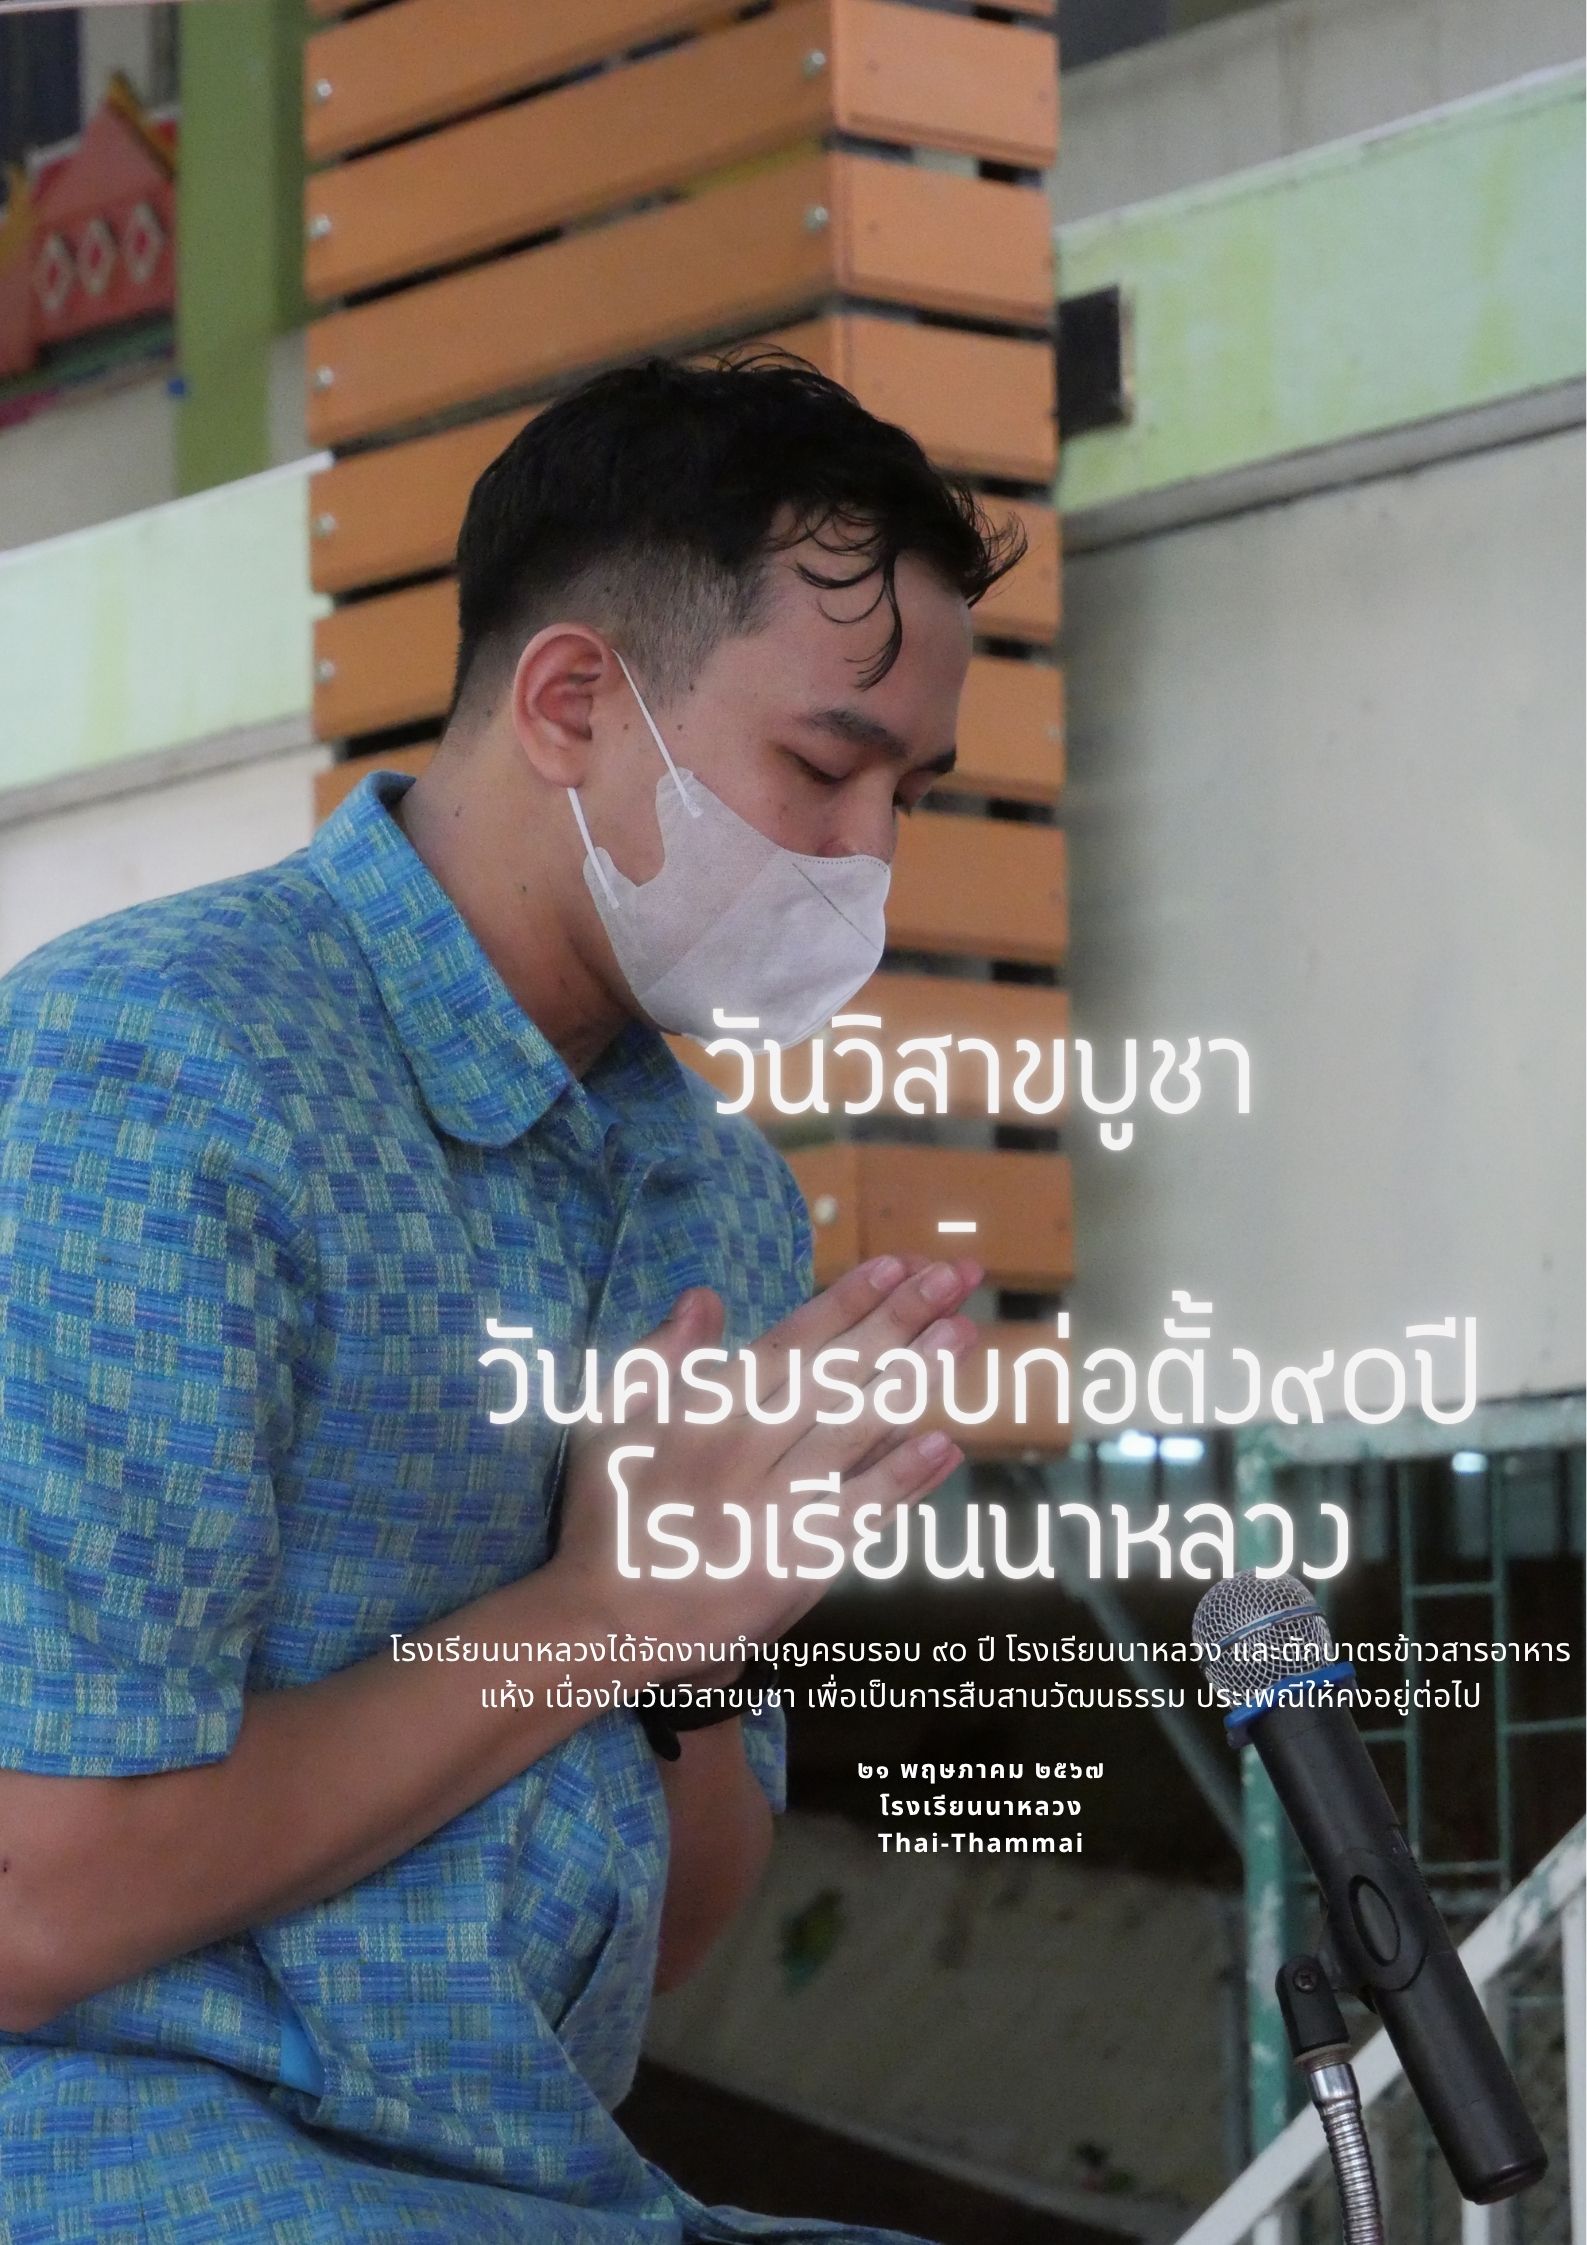 วันวิสาขบูชา
-
วันครบรอบก่อตั้ง๙๐ปี
โรงเรียนนาหลวง
โรงเรียนนาหลวงได้จัดงานทำบุญครบรอบ ๙๐ ปี โรงเรียนนาหลวง และตักบาตรข้าวสารอาหาร
แห้ง เนื่องในวันวิสาขบูชา เพื่อเป็นการสืบสานวัฒนธรรม ประเพณีให้คงอยู่ต่อไป
๒๑ พฤษภาคม ๒๕๖๗
โรงเรียนนาหลวง
Thai-Thammai